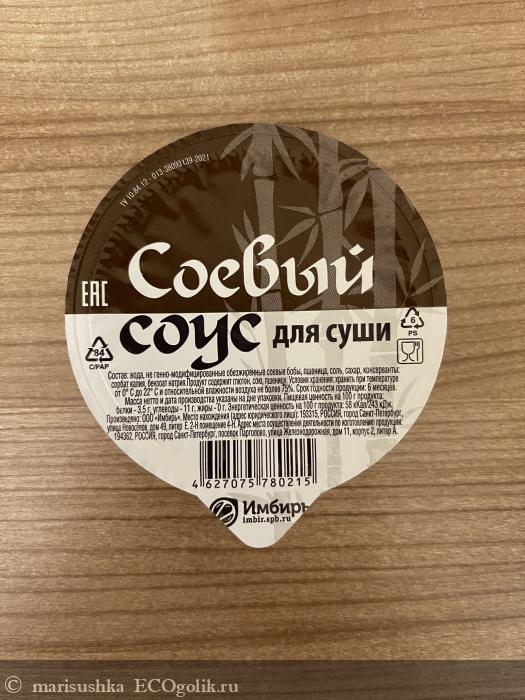 ТУ 10.84.12 - 013-38093139-2021
Соевый
EAC
соус для суши
84
C/PAP
6
PS
Состав: вода, не генно-модифицированные обезжиренные соевые бобы, пшеница, соль, сахар, консерванты:
сорбат калия, бензоат натрия.Продукт содержит глютен, сою, пшеницу. Условия хранения: хранить при температуре
от 0° С до 22° С и относительной влажности воздуха не более 75%. Срок годности продукции: 6 месяцев.
Масса нетто и дата производства указаны на дне упаковки. Пищевая ценность на 100 г продукта:
белки - 3,5 г, углеводы - 11 г, жиры - 0 г. Энергетическая ценность на 100 г продукта: 58 кКал/243 кДж.
Произведено: ООО «Имбирь». Место нахождения (адрес юридического лица): 193315, РОССИЯ, город Санкт-Петербург,
улица Новоселов, дом 49, литер Е, 2-Н помещение 4-Н. Адрес места осуществления деятельности по изготовлению продукции:
194362, РОССИЯ, город Санкт-Петербург, поселок Парголово, улица Железнодорожная, дом 11, корпус 2, литер А.
4 627075 780215
Имбирь
imbir.spb.ru
© marisushka ECOgolik.ru